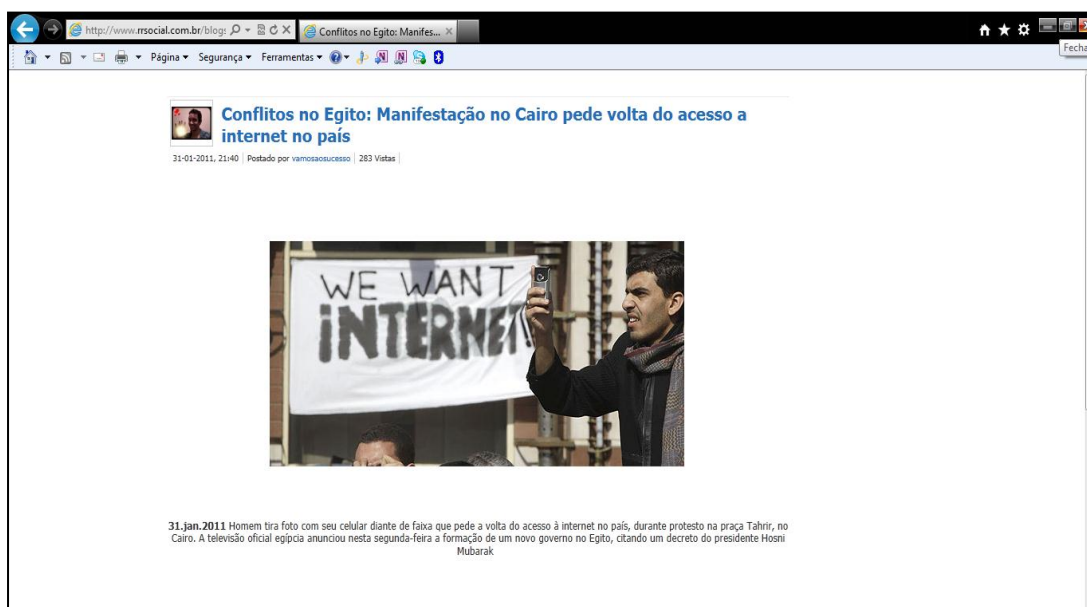 http://www.rrsocial.com.br/blogs
Conflitos no Egito: Manifes...
Fecha
Página Segurança Ferramentas
Conflitos no Egito: Manifestação no Cairo pede volta do acesso a
internet no país
31-01-2011, 21:40 Postado por vamosaosucesso 283 Vistas
WE WANT
INTERNET!
31.jan.2011 Homem tira foto com seu celular diante de faixa que pede a volta do acesso à internet no país, durante protesto na praça Tahrir, no
Cairo. A televisão oficial egípcia anunciou nesta segunda-feira a formação de um novo governo no Egito, citando um decreto do presidente Hosni
Mubarak